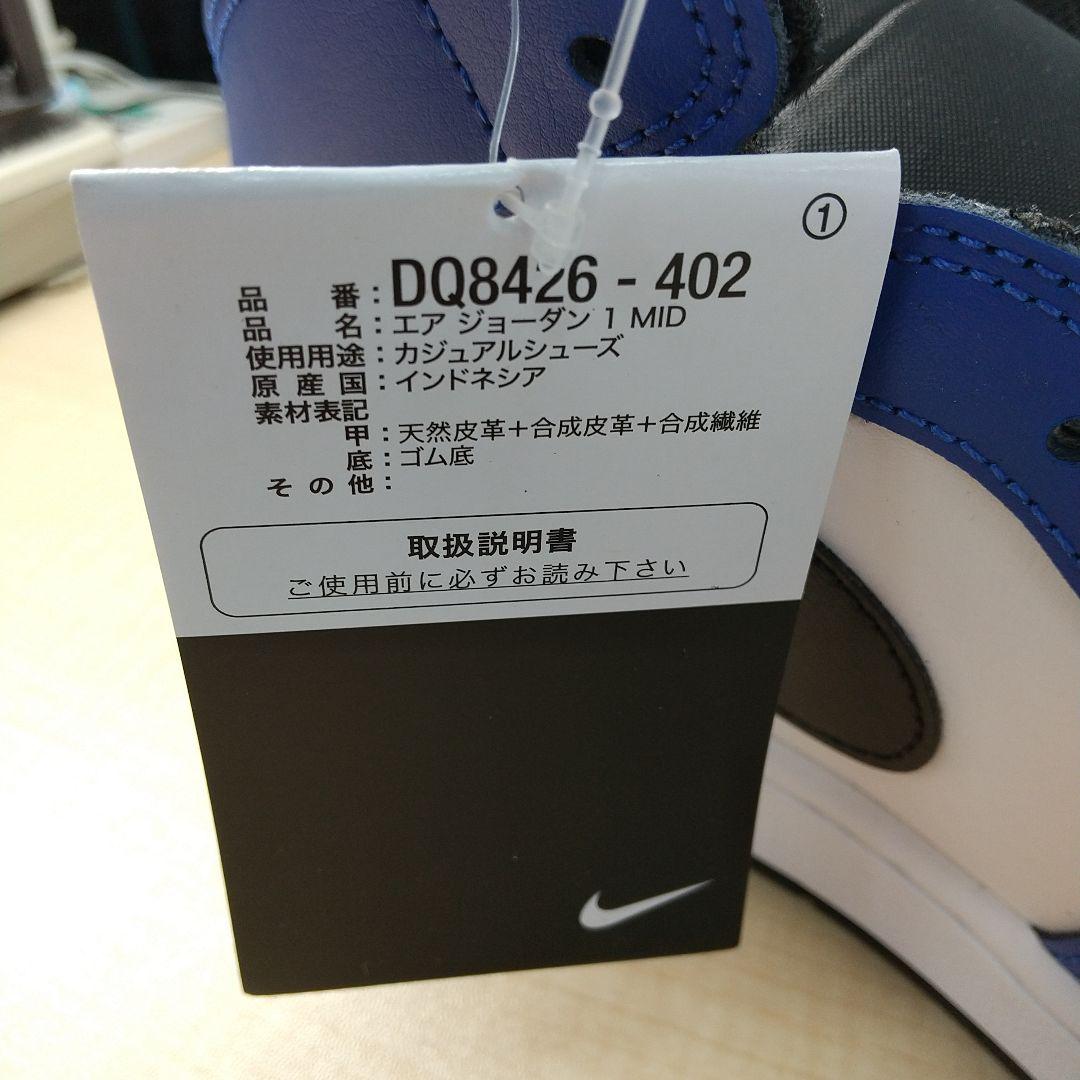 ①
品番：DQ8426 - 402
品名：エア ジョーダン 1 MID
使用用途：カジュアルシューズ
原産国：インドネシア
素材表記
甲：天然皮革＋合成皮革＋合成繊維
底：ゴム底
その他：
取扱説明書
ご使用前に必ずお読み下さい